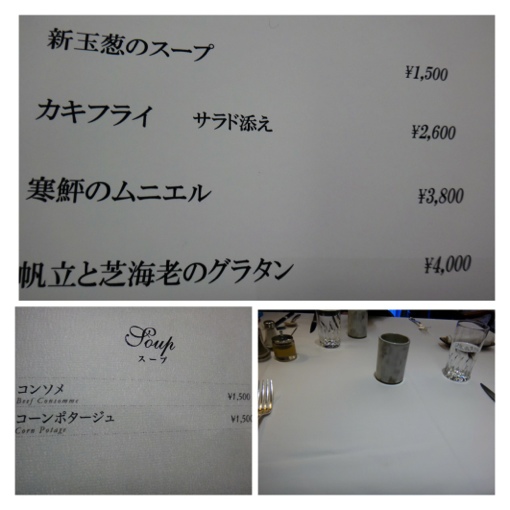 新玉葱のスープ ¥1,500
カキフライ サラド添え ¥2,600
寒鮃のムニエル ¥3,800
帆立と芝海老のグラタン ¥4,000
Soup
スープ
コンソメ ¥1,500
Beef Consomme
コーンポタージュ ¥1,50
Corn Potage